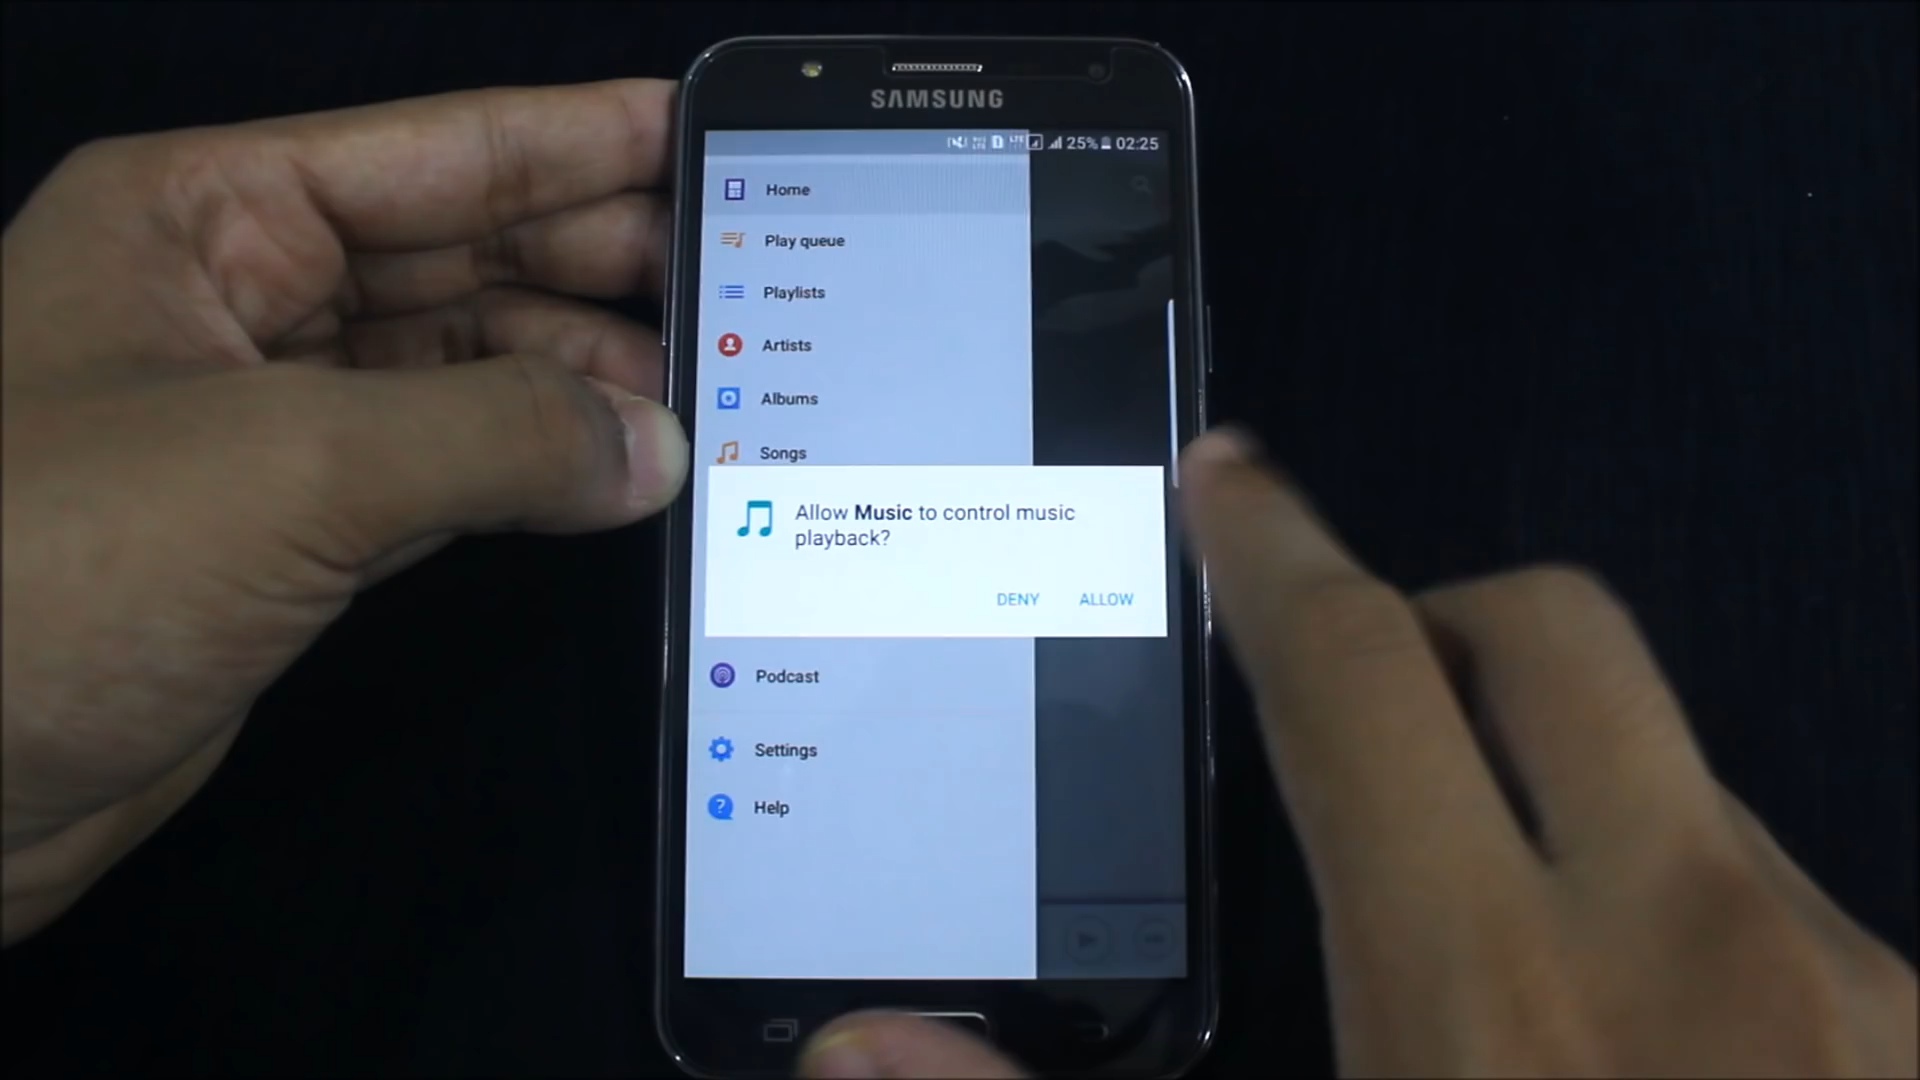 SAMSUNG
25% 02:25
Home
Play queue
Playlists
Artists
Albums
Songs
Allow Music to control music
playback?
DENY ALLOW
Podcast
Settings
? Help